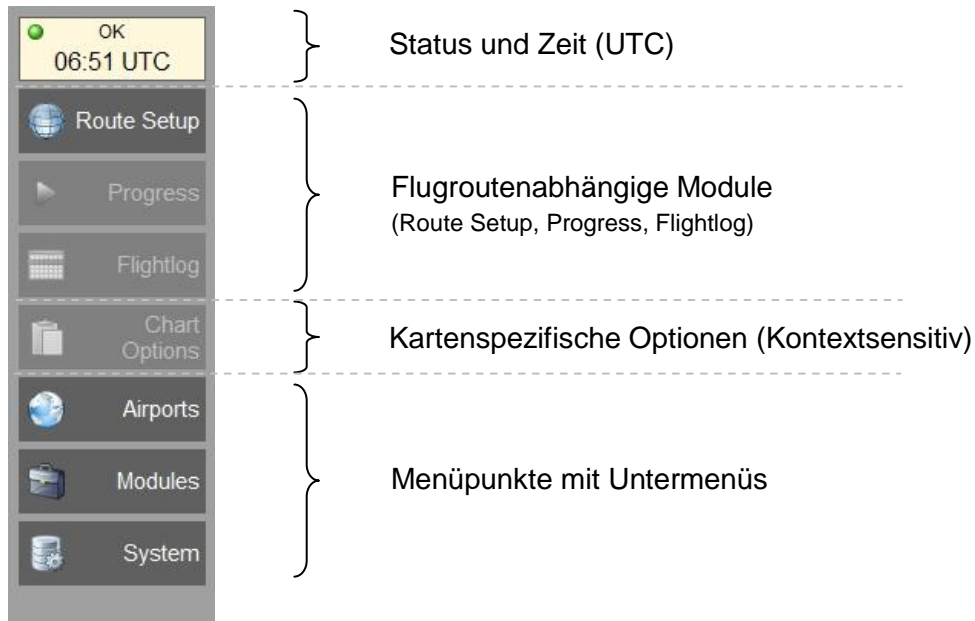 OK
06:51 UTC
Status und Zeit (UTC)
Route Setup
Progress
Flightlog
Flugroutenabhängige Module
(Route Setup, Progress, Flightlog)
Chart
Options
Kartenspezifische Optionen (Kontextsensitiv)
Airports
Modules
System
Menüpunkte mit Untermenüs